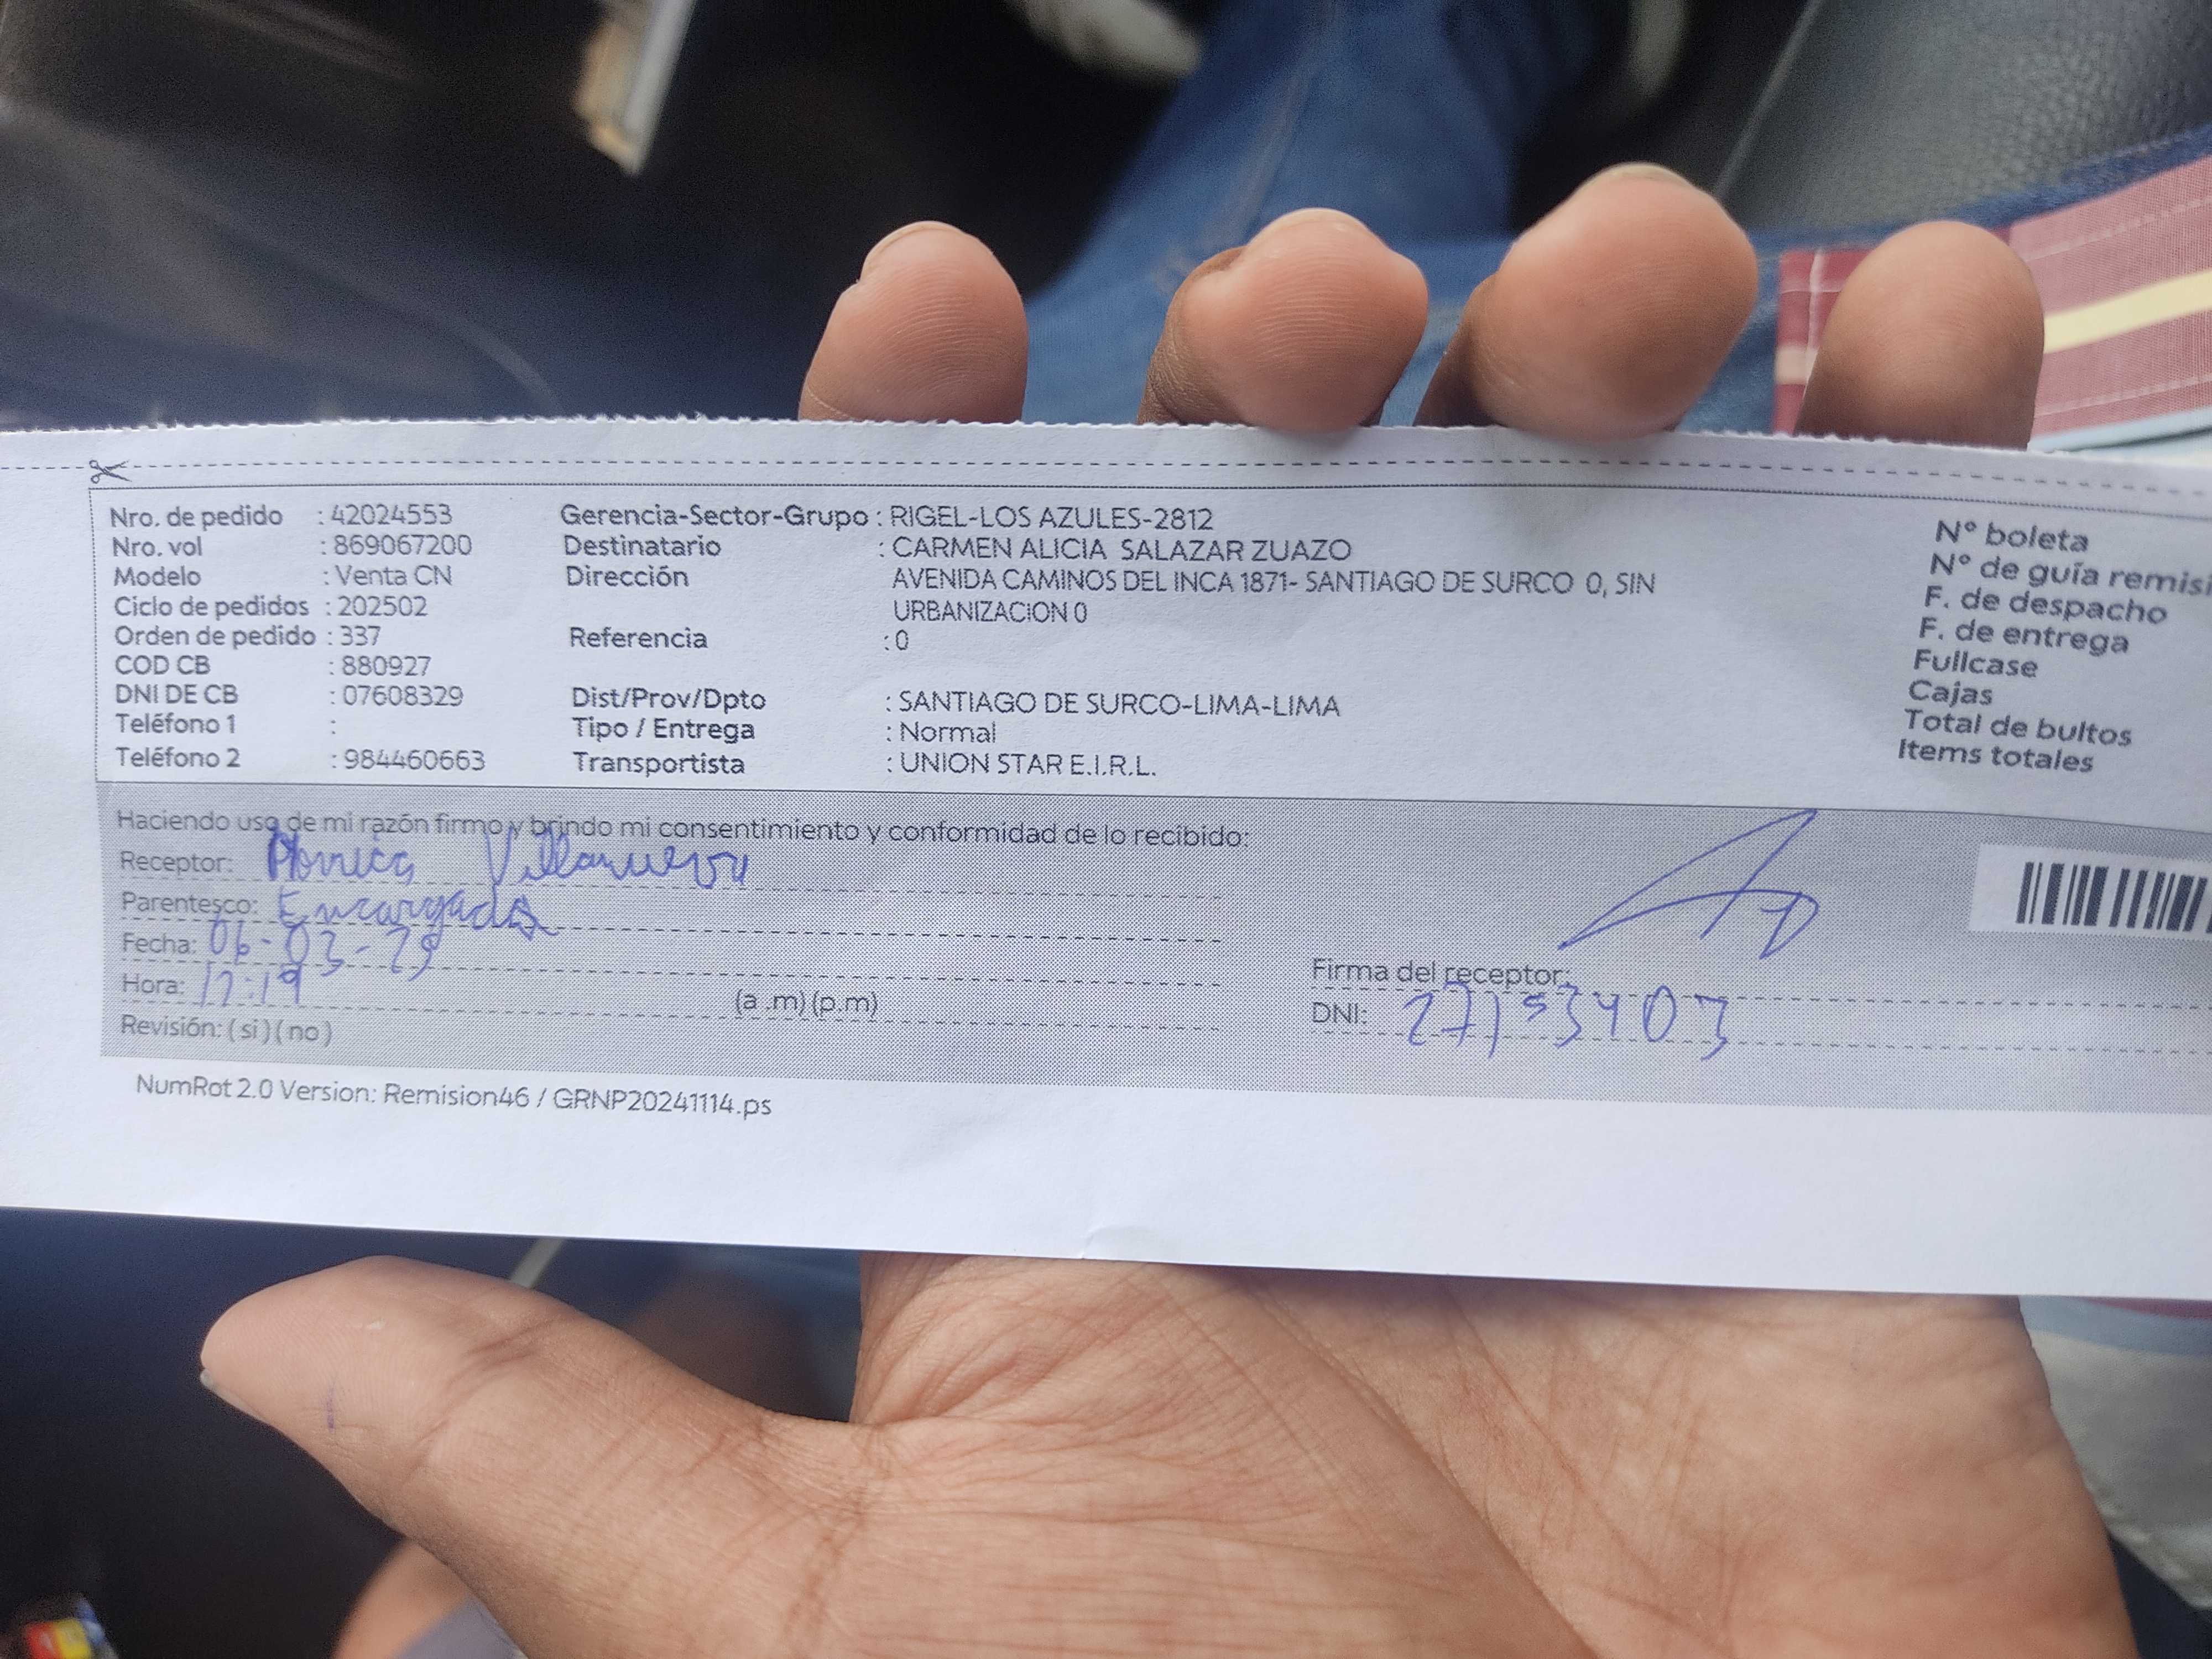 Nro. de pedido : 42024553
Nro. vol : 869067200
Modelo : Venta CN
Ciclo de pedidos : 202502
Orden de pedido : 337
COD CB : 880927
DNI DE CB : 07608329
Teléfono 1 :
Teléfono 2 : 984460663
Gerencia-Sector-Grupo : RIGEL-LOS AZULES-2812
Destinatario : CARMEN ALICIA SALAZAR ZUAZO
Dirección AVENIDA CAMINOS DEL INCA 1871- SANTIAGO DE SURCO 0, SIN
URBANIZACION 0
Referencia : 0
Dist/Prov/Dpto : SANTIAGO DE SURCO-LIMA-LIMA
Tipo / Entrega : Normal
Transportista : UNION STAR E.I.R.L.
N° boleta
N° de guía
F. de despacho
F. de entrega
Fullcase
Cajas
Total de bultos
Items totales
Haciendo uso de mi razón firmo y brindo mi consentimiento y conformidad de lo recibido:
Receptor: Monica Villanueva
Parentesco: Encargada
Fecha: 06-03-25
Hora: 12:19 (a.m) (p.m)
Revisión: (si) (no)
Firma del receptor:
DNI:
NumRot 2.0 Version: Remision46 / GRNP20241114.ps